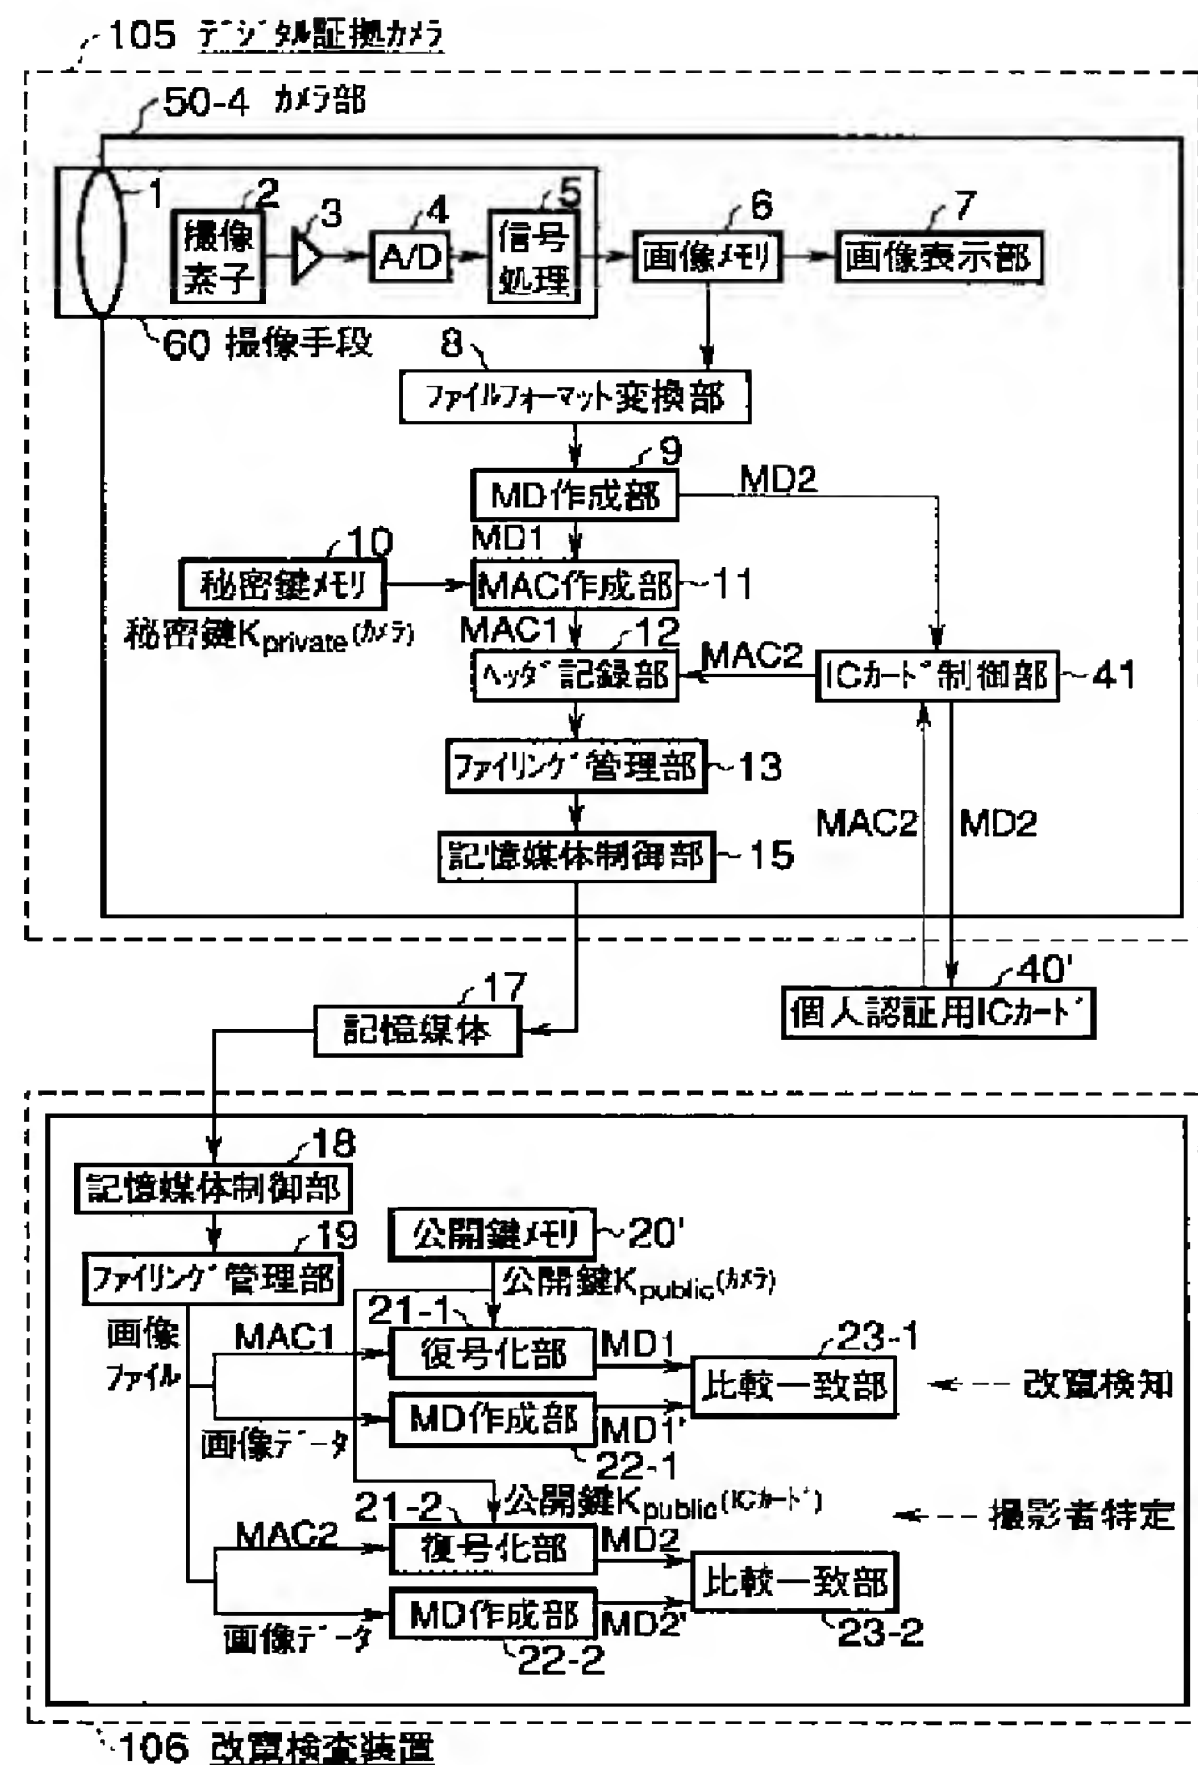 105 デジタル証拠カメラ
50-4 カメラ部
1
2
3
4
5
6
7
撮像
素子
A/D
信号
処理
画像メモリ
画像表示部
60 撮像手段
8
ファイルフォーマット変換部
9
MD作成部
MD2
MD1
10
秘密鍵メモリ
MAC作成部
11
秘密鍵Kprivate(カメラ)
MAC1
12
ヘッダ記録部
MAC2
ICカード制御部
41
ファイリング管理部
13
MAC2
MD2
記憶媒体制御部
15
17
記憶媒体
40'
個人認証用ICカード
18
記憶媒体制御部
19
ファイリング管理部
公開鍵メモリ
20'
公開鍵Kpublic(カメラ)
画像
ファイル
MAC1
21-1
復号化部
MD1
23-1
比較一致部
改竄検知
画像データ
MD作成部
MD1'
22-1
公開鍵Kpublic(ICカード)
撮影者特定
MAC2
21-2
復号化部
MD2
比較一致部
画像データ
MD作成部
MD2'
23-2
22-2
106 改竄検査装置